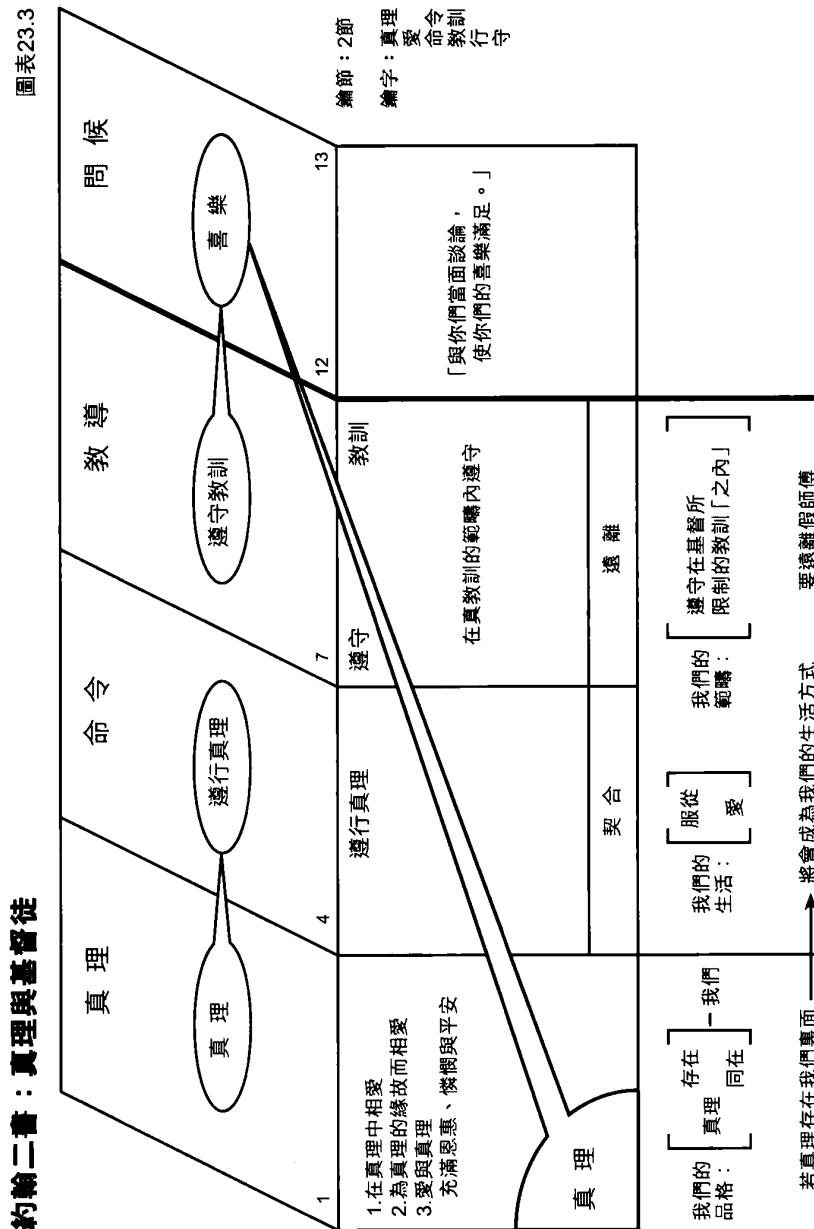 約翰二書：真理與基督徒
圖表23.3
真理
命令
教導
問候
真理
遵行真理
遵守教訓
喜樂
1
4
7
12
13
鑰節：2節
鑰字：真理
愛
命令
教訓
行
守
1.在真理中相愛
2.為真理的緣故而相愛
3.愛與真理
充滿恩惠、憐憫與平安
遵行真理
遵守
教訓
在真教訓的範疇內遵守
「與你們當面談論，
使你們的喜樂滿足。」
真理
契合
遠離
我們的
品格：
真理
存在
同在
我們
我們的
生活：
服從
愛
我們的
範疇：
遵守在基督所
限制的教訓「之內」
若真理存在我們裏面
將會成為我們的生活方式
要遠離假師傅